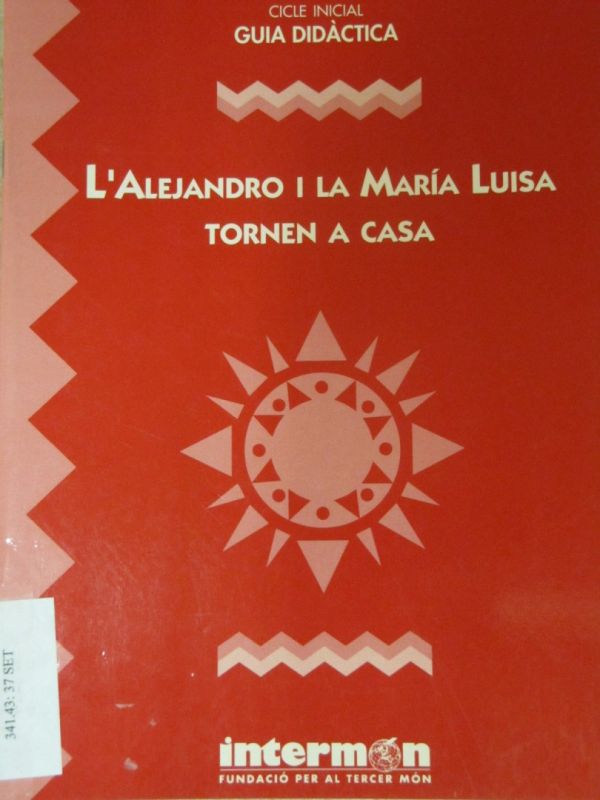 CICLE INICIAL
GUIA DIDÀCTICA
L'ALEJANDRO I LA MARÍA LUISA
TORNEN A CASA
341.43: 37 SET
intermón
FUNDACIÓ PER AL TERCER MÓN